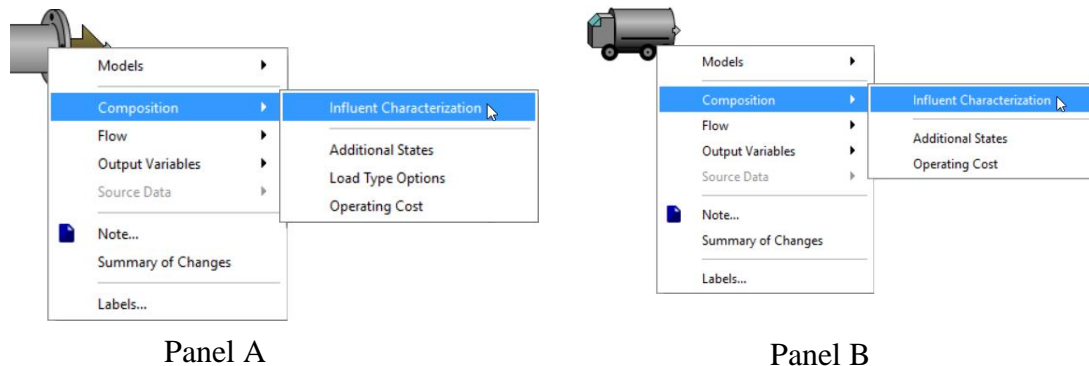 Models
Composition
Influent Characterization
Flow
Additional States
Output Variables
Load Type Options
Source Data
Operating Cost
Note...
Summary of Changes
Labels...
Panel A
Models
Composition
Influent Characterization
Flow
Additional States
Output Variables
Operating Cost
Source Data
Note...
Summary of Changes
Labels...
Panel B